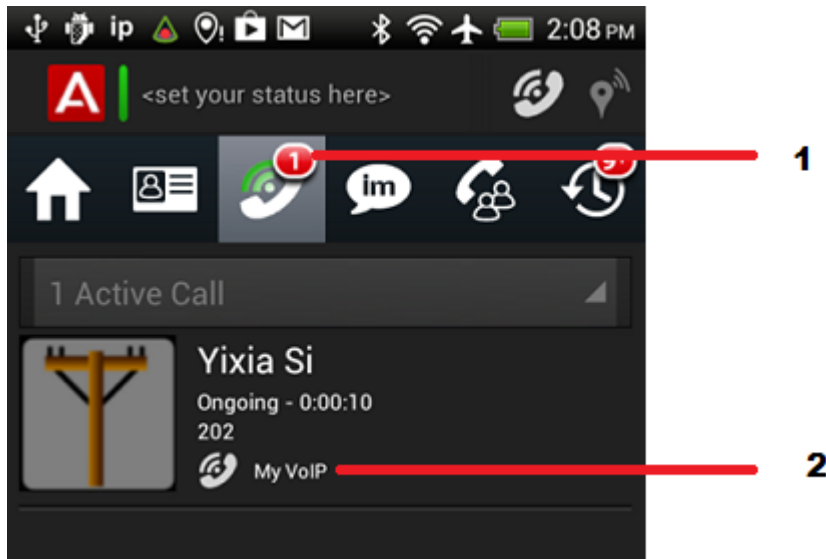 ip 2:08 PM
A <set your status here>
1 1
im 9+
1 Active Call
Yixia Si
Ongoing - 0:00:10
202
My VoIP 2